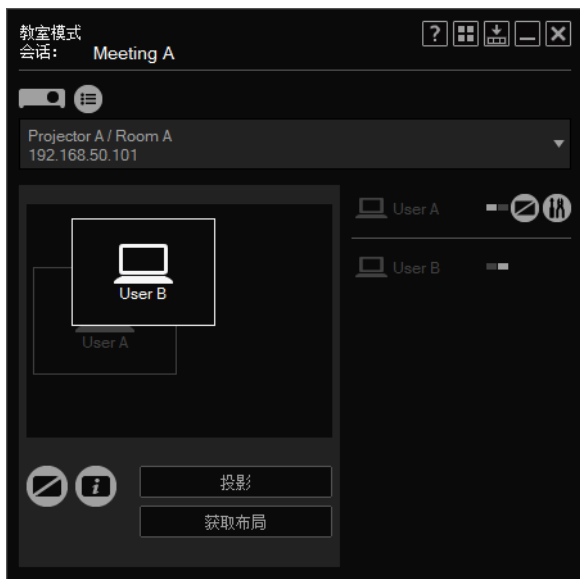 教室模式
会话： Meeting A
Projector A / Room A
192.168.50.101
User A
User B
User B
User A
投影
获取布局